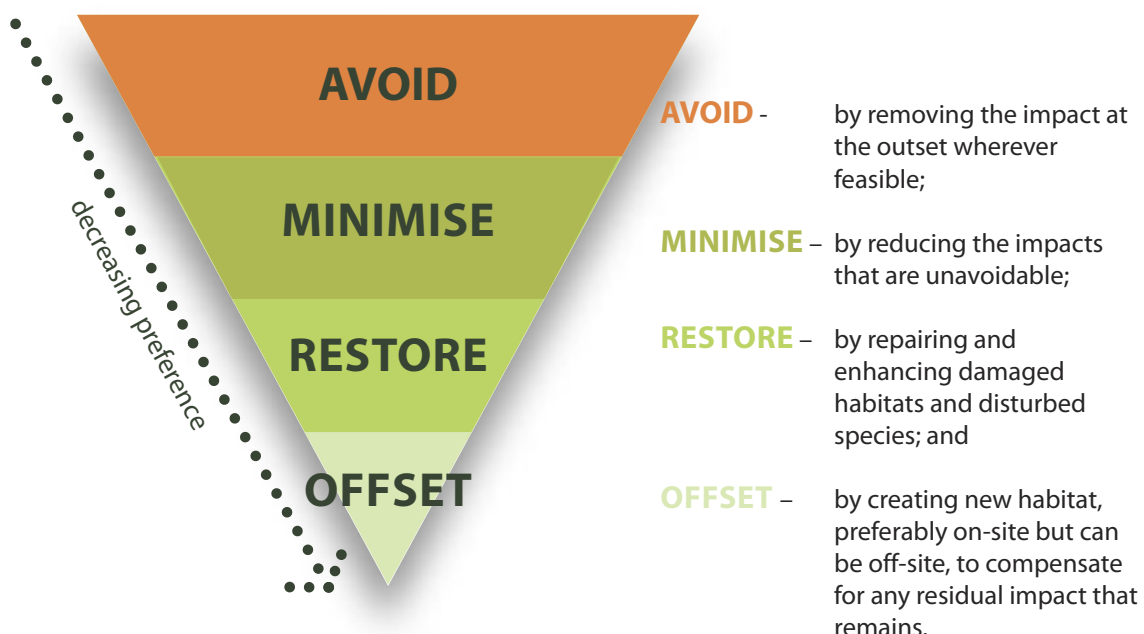 AVOID
MINIMISE
RESTORE
OFFSET
decreasing preference
AVOID - by removing the impact at
the outset wherever
feasible;
MINIMISE – by reducing the impacts
that are unavoidable;
RESTORE – by repairing and
enhancing damaged
habitats and disturbed
species; and
OFFSET – by creating new habitat,
preferably on-site but can
be off-site, to compensate
for any residual impact that
remains.